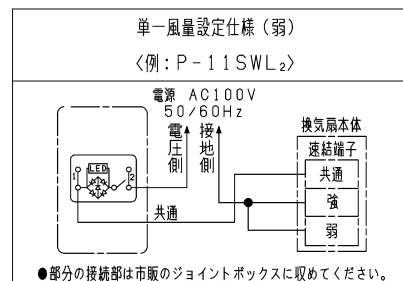 単一風量設定仕様（弱）
〈例：P-11SWL₂〉
電源 AC100V
50/60Hz
電圧側
接地側
換気扇本体
速結端子
共通
強
弱
LED
1
2
共通
●部分の接続部は市販のジョイントボックスに収めてください。